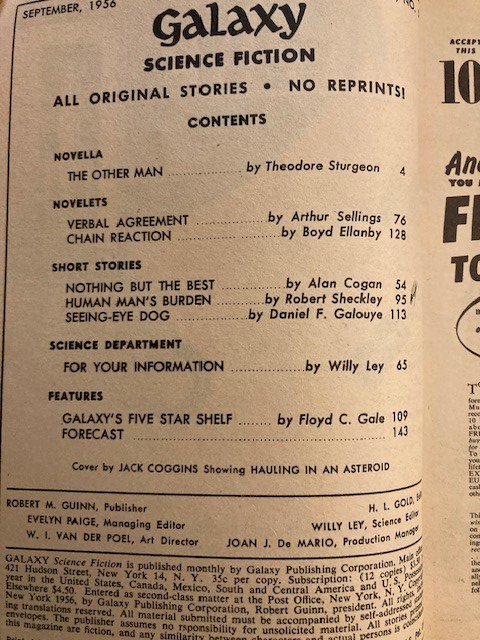 SEPTEMBER, 1956
NO.
Galaxy
SCIENCE FICTION
ALL ORIGINAL STORIES • NO REPRINTS!
CONTENTS
NOVELLA
THE OTHER MAN ................ by Theodore Sturgeon 4
NOVELETS
VERBAL AGREEMENT ................ by Arthur Sellings 76
CHAIN REACTION ................ by Boyd Ellanby 128
SHORT STORIES
NOTHING BUT THE BEST ................ by Alan Cogan 54
HUMAN MAN'S BURDEN ................ by Robert Sheckley 95
SEEING-EYE DOG ................ by Daniel F. Galouye 113
SCIENCE DEPARTMENT
FOR YOUR INFORMATION ................ by Willy Ley 65
FEATURES
GALAXY'S FIVE STAR SHELF ................ by Floyd C. Gale 109
FORECAST ................ 143
Cover by JACK COGGINS Showing HAULING IN AN ASTEROID
ROBERT M. GUINN, Publisher
H. L. GOLD,
EVELYN PAIGE, Managing Editor
WILLY LEY, Science Editor
W. I. VAN DER POEL, Art Director
JOAN J. De MARIO, Production Manager
GALAXY Science Fiction is published monthly by Galaxy Publishing Corporation. Main
421 Hudson Street, New York 14, N. Y. 35c per copy. Subscription: (12 copies)
year in the United States, Canada, Mexico, South and Central America and U. S.
Elsewhere $4.50. Entered as second-class matter at the Post Office, New York, N. Y.
New York 1956, by Galaxy Publishing Corporation, Robert Guinn, president. All rights,
ing translations reserved. All material submitted must be accompanied by self-addressed
envelopes. The publisher assumes no rsponsibility for unsolicited material. All stories
this magazine are fiction, and any similarity between characters and actual persons is
ACCEPT
THIS
10
YOU
TO